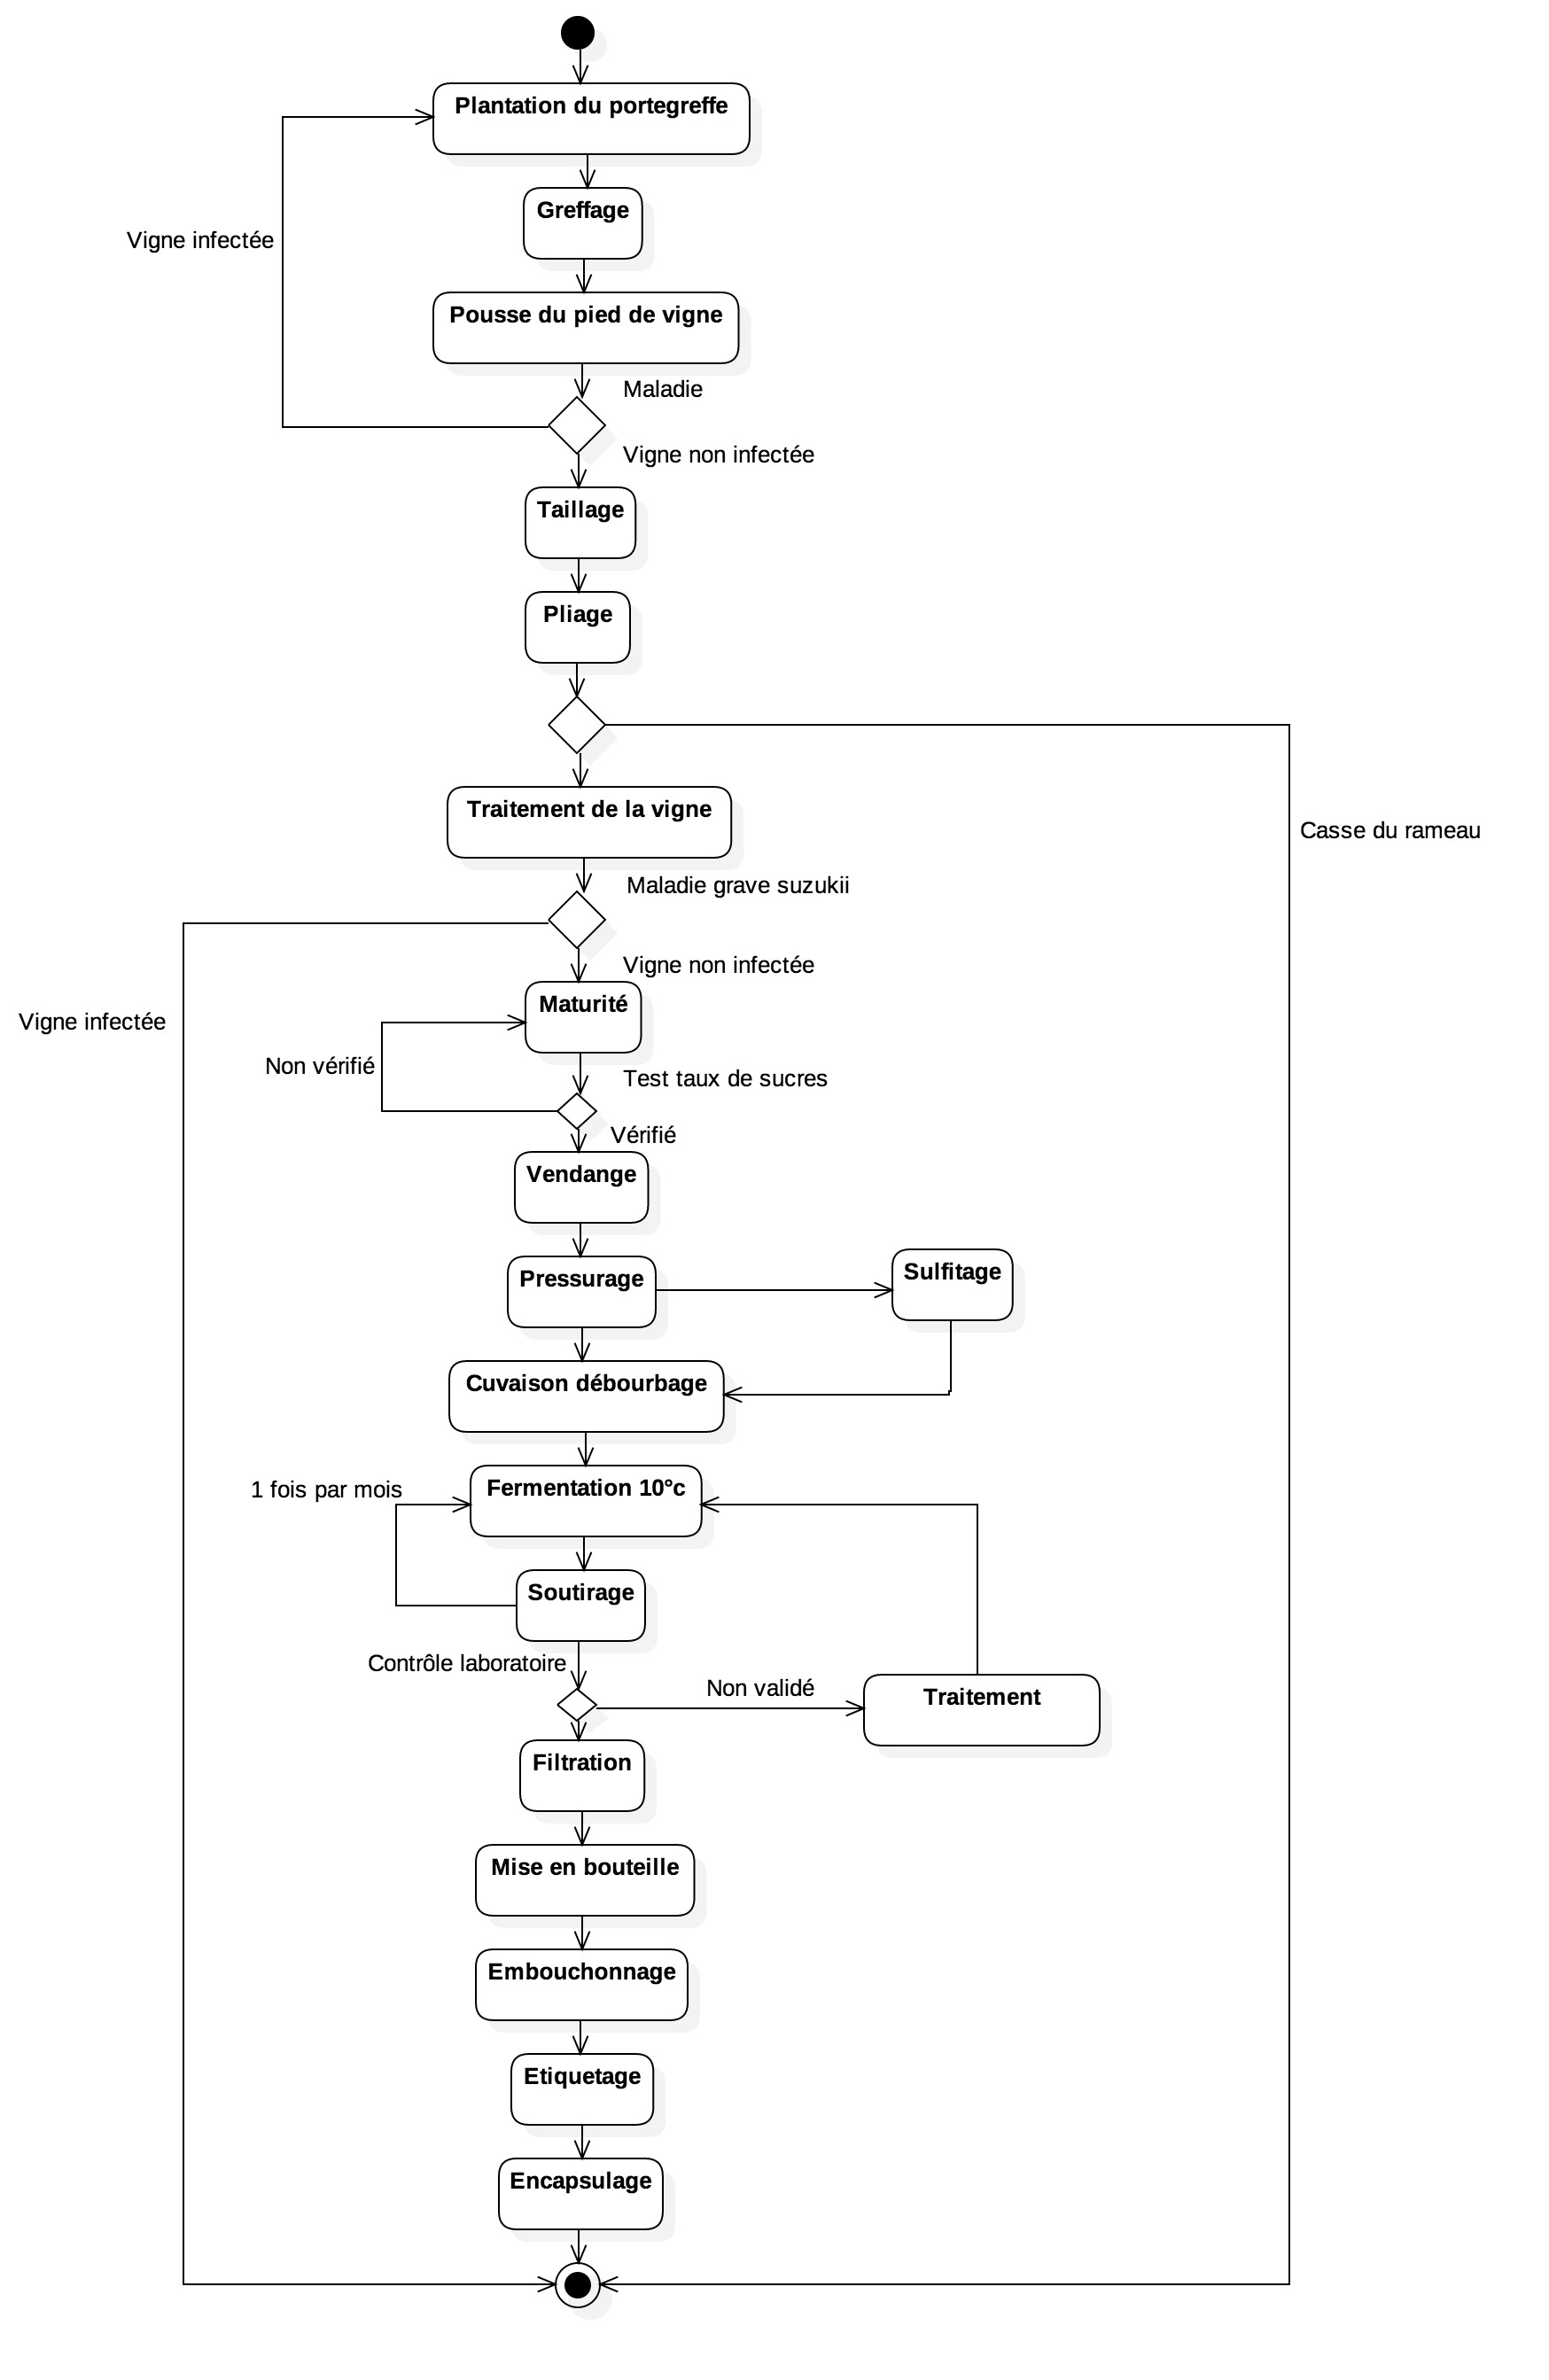 Plantation du portegreffe
Greffage
Vigne infectée
Pousse du pied de vigne
Maladie
Vigne non infectée
Taillage
Pliage
Traitement de la vigne
Casse du rameau
Maladie grave suzukii
Vigne non infectée
Maturité
Vigne infectée
Non vérifié
Test taux de sucres
Vérifié
Vendange
Sulfitage
Pressurage
Cuvaison débourbage
1 fois par mois
Fermentation 10°c
Soutirage
Contrôle laboratoire
Non validé
Traitement
Filtration
Mise en bouteille
Embouchonnage
Etiquetage
Encapsulage